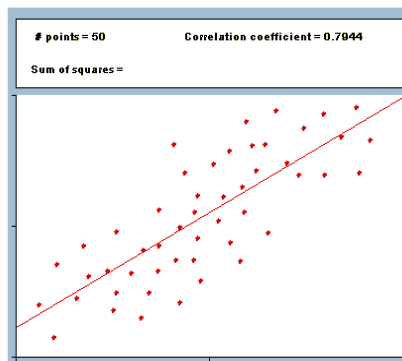 # points = 50 Correlation coefficient = 0.7944
Sum of squares =